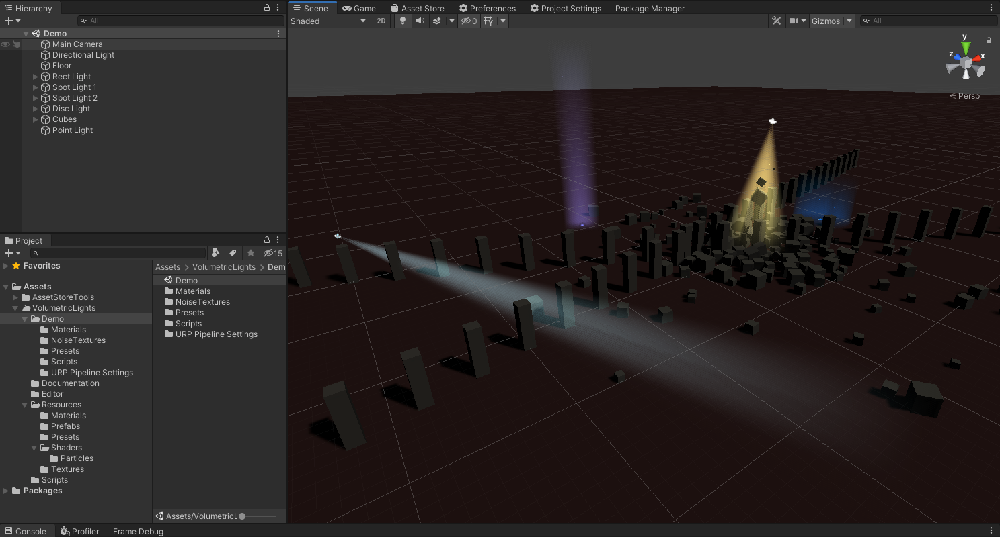 Hierarchy
All
Demo
Main Camera
Directional Light
Floor
Rect Light
Spot Light 1
Spot Light 2
Disc Light
Cubes
Point Light
Project
15
Favorites
Assets
AssetStoreTools
VolumetricLights
Demo
Materials
NoiseTextures
Presets
Scripts
URP Pipeline Settings
Documentation
Editor
Resources
Materials
Prefabs
Presets
Shaders
Particles
Textures
Scripts
Packages
Assets > VolumetricLights > Dem
Demo
Materials
NoiseTextures
Presets
Scripts
URP Pipeline Settings
Assets/VolumetricL
Scene Game Asset Store Preferences Project Settings Package Manager
Shaded 2D 0 Gizmos All
y
z x
< Persp
Console Profiler Frame Debug